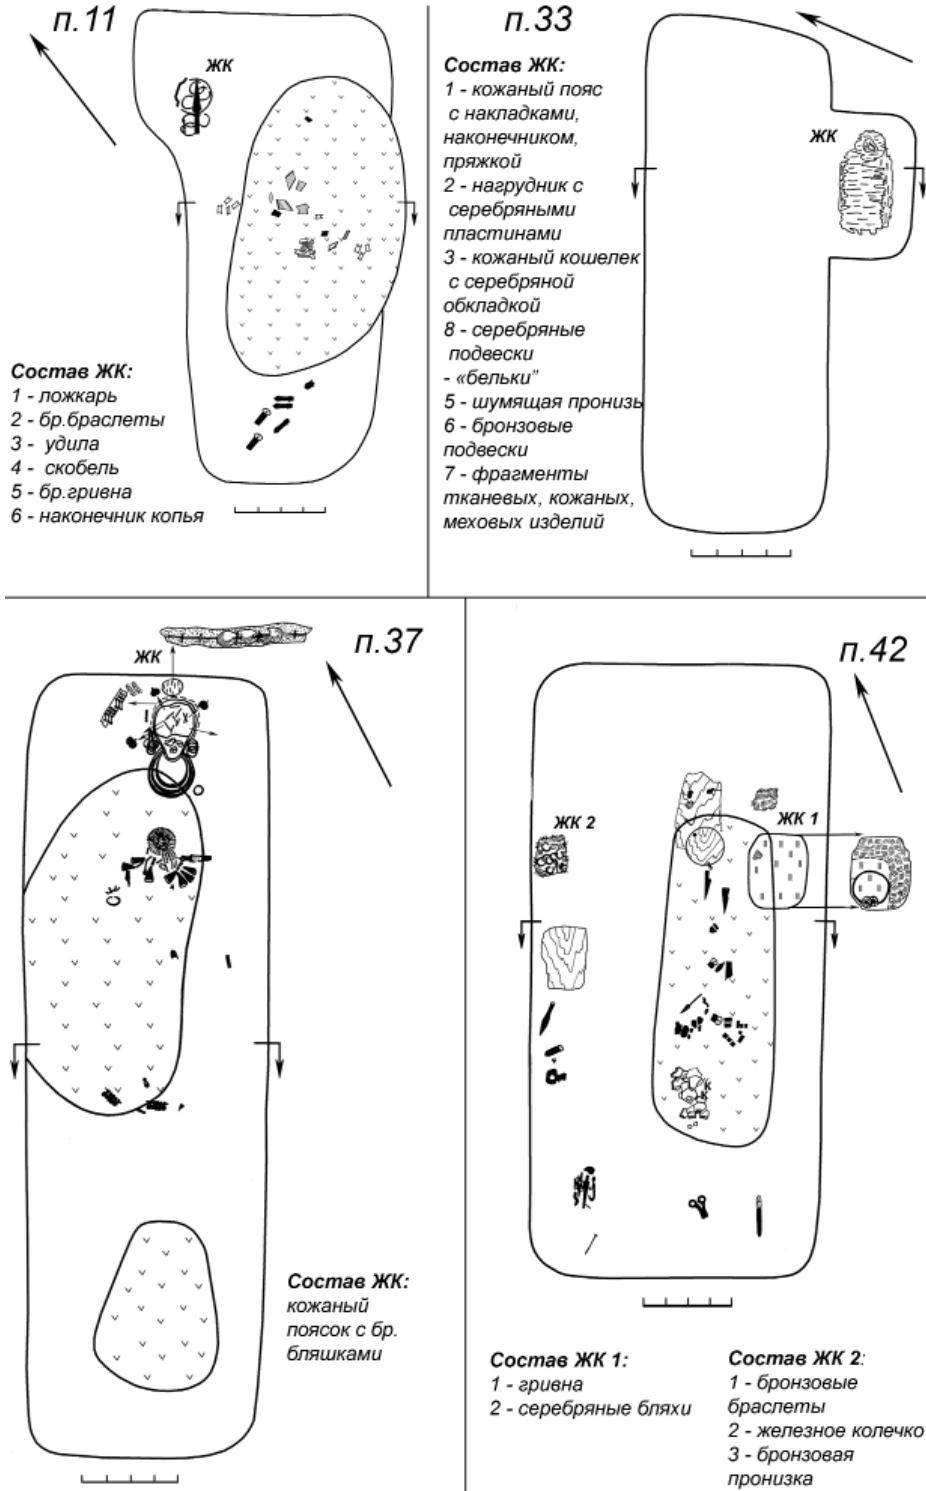 п.11
ЖК
Состав ЖК:
1 - ложкарь
2 - бр.браслеты
3 - удила
4 - скобель
5 - бр.гривна
6 - наконечник копья
п.33
Состав ЖК:
1 - кожаный пояс
с накладками,
наконечником,
пряжкой
2 - нагрудник с
серебряными
пластинами
3 - кожаный кошелек
с серебряной
обкладкой
8 - серебряные
подвески
- «бельки"
5 - шумящая пронизь
6 - бронзовые
подвески
7 - фрагменты
тканевых, кожаных,
меховых изделий
ЖК
п.37
ЖК
Состав ЖК:
кожаный
поясок с бр.
бляшками
п.42
ЖК 2
ЖК 1
К
К
Состав ЖК 1:
1 - гривна
2 - серебряные бляхи
Состав ЖК 2:
1 - бронзовые
браслеты
2 - железное колечко
3 - бронзовая
пронизка